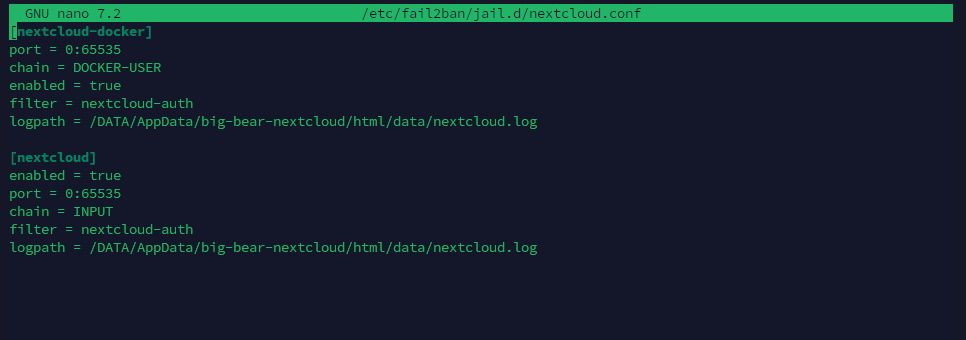 GNU nano 7.2 /etc/fail2ban/jail.d/nextcloud.conf
[nextcloud-docker]
port = 0:65535
chain = DOCKER-USER
enabled = true
filter = nextcloud-auth
logpath = /DATA/AppData/big-bear-nextcloud/html/data/nextcloud.log
[nextcloud]
enabled = true
port = 0:65535
chain = INPUT
filter = nextcloud-auth
logpath = /DATA/AppData/big-bear-nextcloud/html/data/nextcloud.log